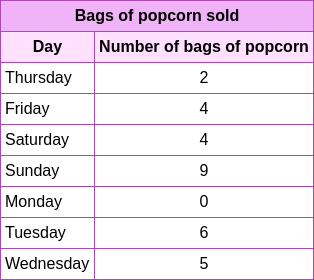 Bags of popcorn sold
Day Number of bags of popcorn
Thursday 2
Friday 4
Saturday 4
Sunday 9
Monday 0
Tuesday 6
Wednesday 5